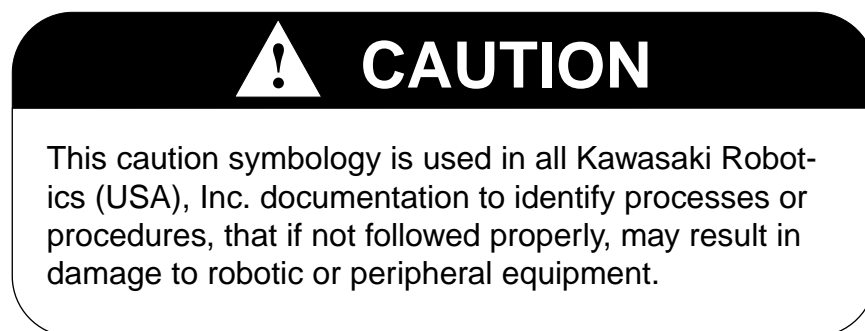 CAUTION
This caution symbology is used in all Kawasaki Robot-
ics (USA), Inc. documentation to identify processes or
procedures, that if not followed properly, may result in
damage to robotic or peripheral equipment.